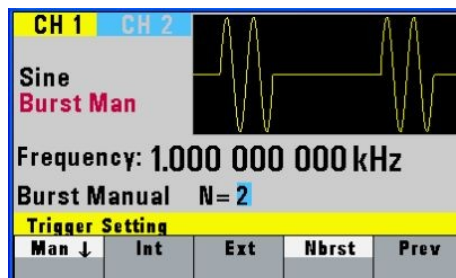 CH 1 CH 2
Sine
Burst Man
Frequency: 1.000 000 000 kHz
Burst Manual N= 2
Trigger Setting
Man ↓ Int Ext Nbrst Prev